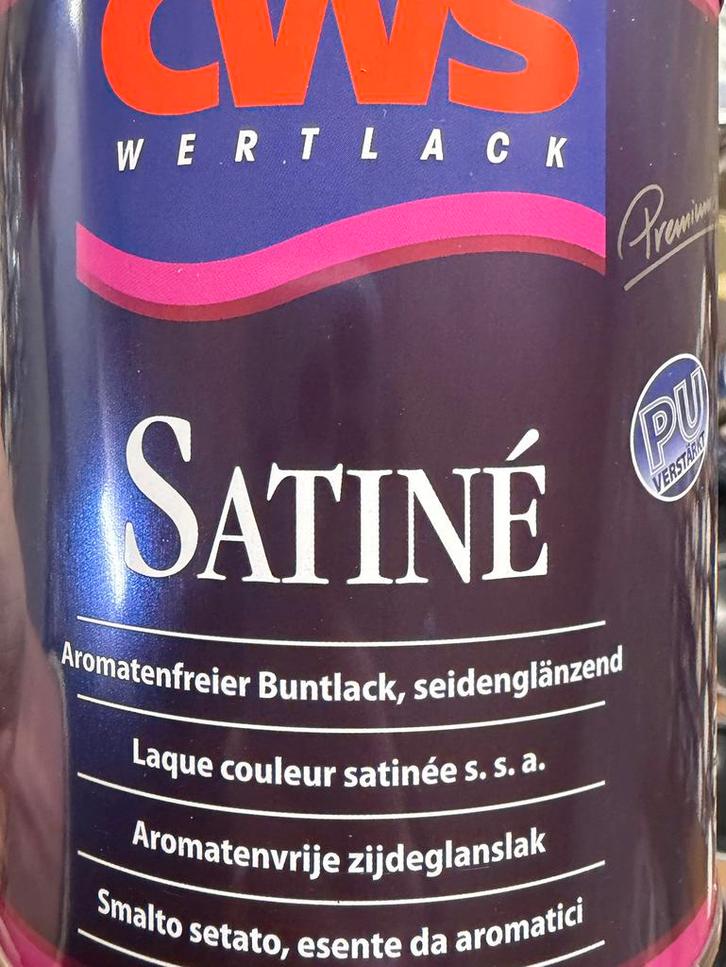 CWS
WERTLACK
Premium
SATINÉ
PU
VERSTÄRKT
Aromatenfreier Buntlack, seidenglänzend
Laque couleur satinée s. s. a.
Aromatenvrije zijdeglanslak
Smalto setato, esente da aromatici